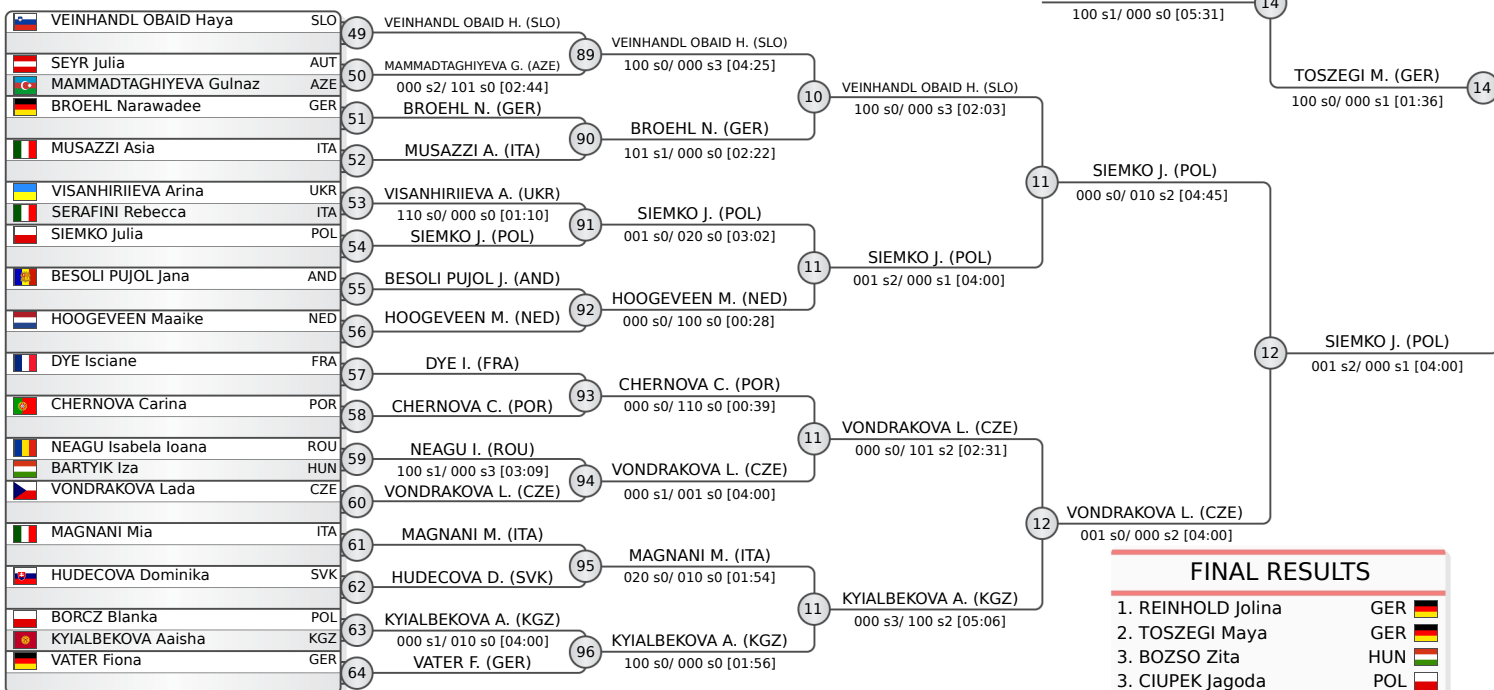 14
100 s1/ 000 s0 [05:31]
TOSZEGI M. (GER)
14
100 s0/ 000 s1 [01:36]
VEINHANDL OBAID Haya SLO
SEYR Julia AUT
MAMMADTAGHIYEVA Gulnaz AZE
BROEHL Narawadee GER
MUSAZZI Asia ITA
VISANHIRIIEVA Arina UKR
SERAFINI Rebecca ITA
SIEMKO Julia POL
BESOLI PUJOL Jana AND
HOOGEVEEN Maaike NED
DYE Isciane FRA
CHERNOVA Carina POR
NEAGU Isabela Ioana ROU
BARTYIK Iza HUN
VONDRAKOVA Lada CZE
MAGNANI Mia ITA
HUDECOVA Dominika SVK
BORCZ Blanka POL
KYIALBEKOVA Aaisha KGZ
VATER Fiona GER
49
VEINHANDL OBAID H. (SLO)
50
MAMMADTAGHIYEVA G. (AZE)
000 s2/ 101 s0 [02:44]
51
BROEHL N. (GER)
52
MUSAZZI A. (ITA)
53
VISANHIRIIEVA A. (UKR)
110 s0/ 000 s0 [01:10]
54
SIEMKO J. (POL)
55
BESOLI PUJOL J. (AND)
56
HOOGEVEEN M. (NED)
57
DYE I. (FRA)
58
CHERNOVA C. (POR)
59
NEAGU I. (ROU)
100 s1/ 000 s3 [03:09]
60
VONDRAKOVA L. (CZE)
61
MAGNANI M. (ITA)
62
HUDECOVA D. (SVK)
63
KYIALBEKOVA A. (KGZ)
000 s1/ 010 s0 [04:00]
64
VATER F. (GER)
89
VEINHANDL OBAID H. (SLO)
100 s0/ 000 s3 [04:25]
90
BROEHL N. (GER)
101 s1/ 000 s0 [02:22]
91
SIEMKO J. (POL)
001 s0/ 020 s0 [03:02]
92
HOOGEVEEN M. (NED)
000 s0/ 100 s0 [00:28]
93
CHERNOVA C. (POR)
000 s0/ 110 s0 [00:39]
94
VONDRAKOVA L. (CZE)
000 s1/ 001 s0 [04:00]
95
MAGNANI M. (ITA)
020 s0/ 010 s0 [01:54]
96
KYIALBEKOVA A. (KGZ)
100 s0/ 000 s0 [01:56]
10
VEINHANDL OBAID H. (SLO)
100 s0/ 000 s3 [02:03]
11
SIEMKO J. (POL)
001 s2/ 000 s1 [04:00]
11
VONDRAKOVA L. (CZE)
000 s0/ 101 s2 [02:31]
11
KYIALBEKOVA A. (KGZ)
000 s3/ 100 s2 [05:06]
11
SIEMKO J. (POL)
000 s0/ 010 s2 [04:45]
12
VONDRAKOVA L. (CZE)
001 s0/ 000 s2 [04:00]
12
SIEMKO J. (POL)
001 s2/ 000 s1 [04:00]
FINAL RESULTS
1. REINHOLD Jolina GER
2. TOSZEGI Maya GER
3. BOZSO Zita HUN
3. CIUPEK Jagoda POL